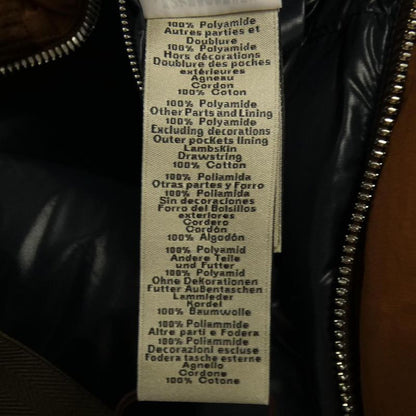 100% Polyamide
Autres parties et
Doublure
100% Polyamide
Hors décorations
Doublure des poches
extérieures
Agneau
Cordon
100% Coton
100% Polyamide
Other Parts and Lining
100% Polyamide
Excluding decorations
Outer pockets lining
Lambskin
Drawstring
100% Cotton
100% Poliamida
Otras partes y Forro
100% Poliamida
Sin decoraciones
Forro del Bolsillos
exteriores
Cordero
Cordón
100% Algodón
100% Polyamid
Andere Teile
und Futter
100% Polyamid
Ohne Dekorationen
Futter Außentaschen
Lammleder
Kordel
100% Baumwolle
100% Poliammide
Altre parti e Fodera
100% Poliammide
Decorazioni escluse
Fodera tasche esterne
Agnello
Cordone
100% Cotone